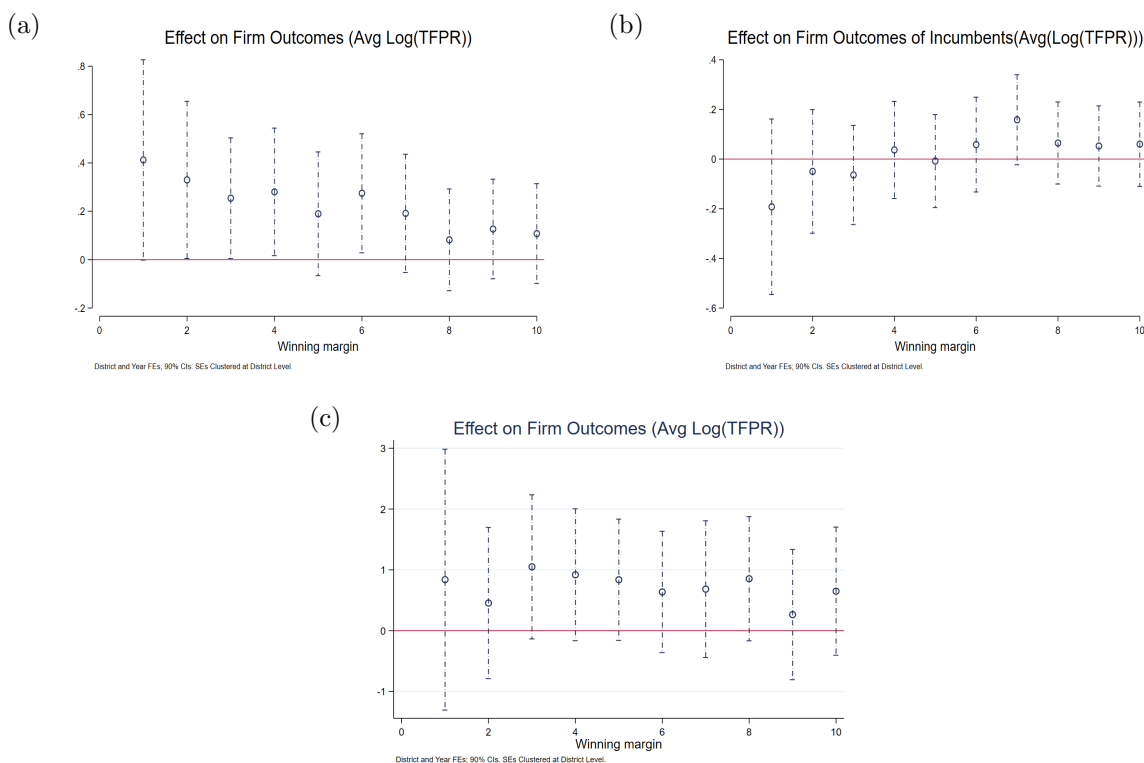 (a)
Effect on Firm Outcomes (Avg Log(TFPR))
.8
.6
.4
.2
0
-.2
0 2 4 6 8 10
Winning margin
District and Year FEs; 90% CIs. SEs Clustered at District Level.
(b)
Effect on Firm Outcomes of Incumbents(Avg(Log(TFPR)))
.4
.2
0
-.2
-.4
-.6
0 2 4 6 8 10
Winning margin
District and Year FEs; 90% CIs. SEs Clustered at District Level.
(c)
Effect on Firm Outcomes (Avg Log(TFPR))
3
2
1
0
-1
0 2 4 6 8 10
Winning margin
District and Year FEs; 90% CIs. SEs Clustered at District Level.